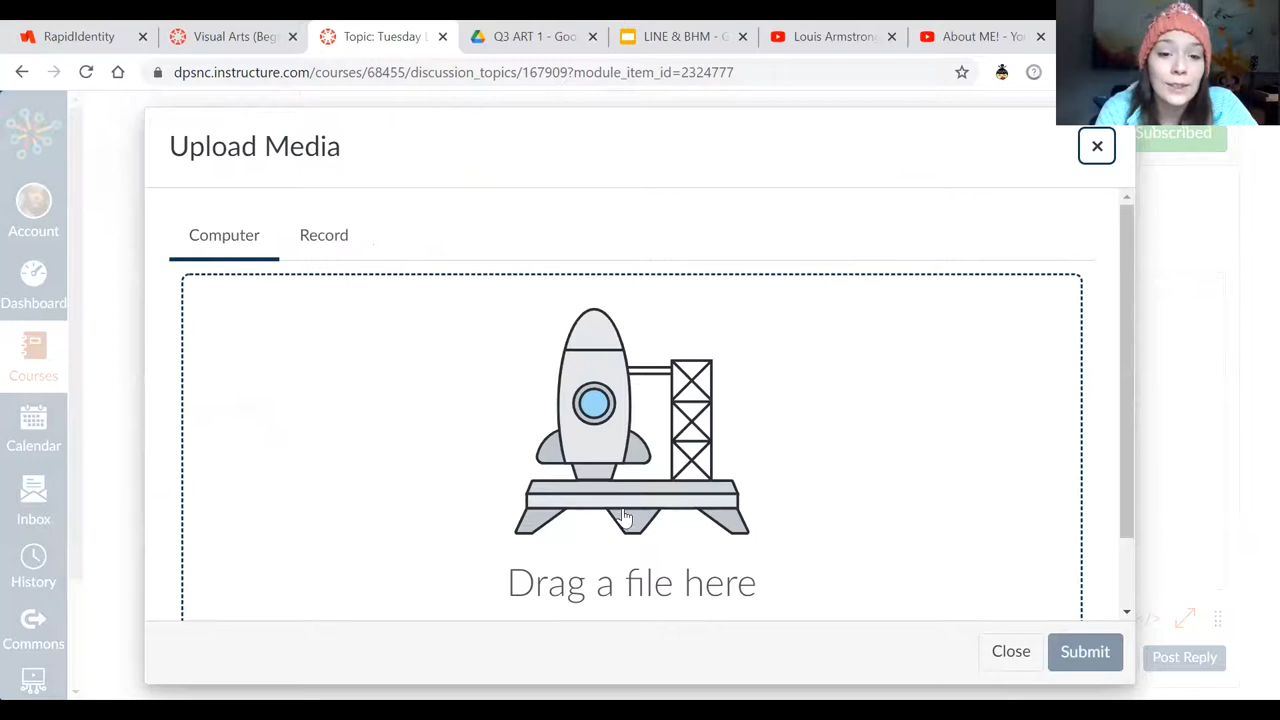 RapidIdentity
Visual Arts (Beg
Topic: Tuesday L
Q3 ART 1 - Goo
LINE & BHM - G
Louis Armstrong
About ME! - You
dpsnc.instructure.com/courses/68455/discussion_topics/167909?module_item_id=2324777
Upload Media
Subscribed
Computer
Record
Account
Dashboard
Courses
Calendar
Inbox
History
Commons
Drag a file here
Close
Submit
Post Reply